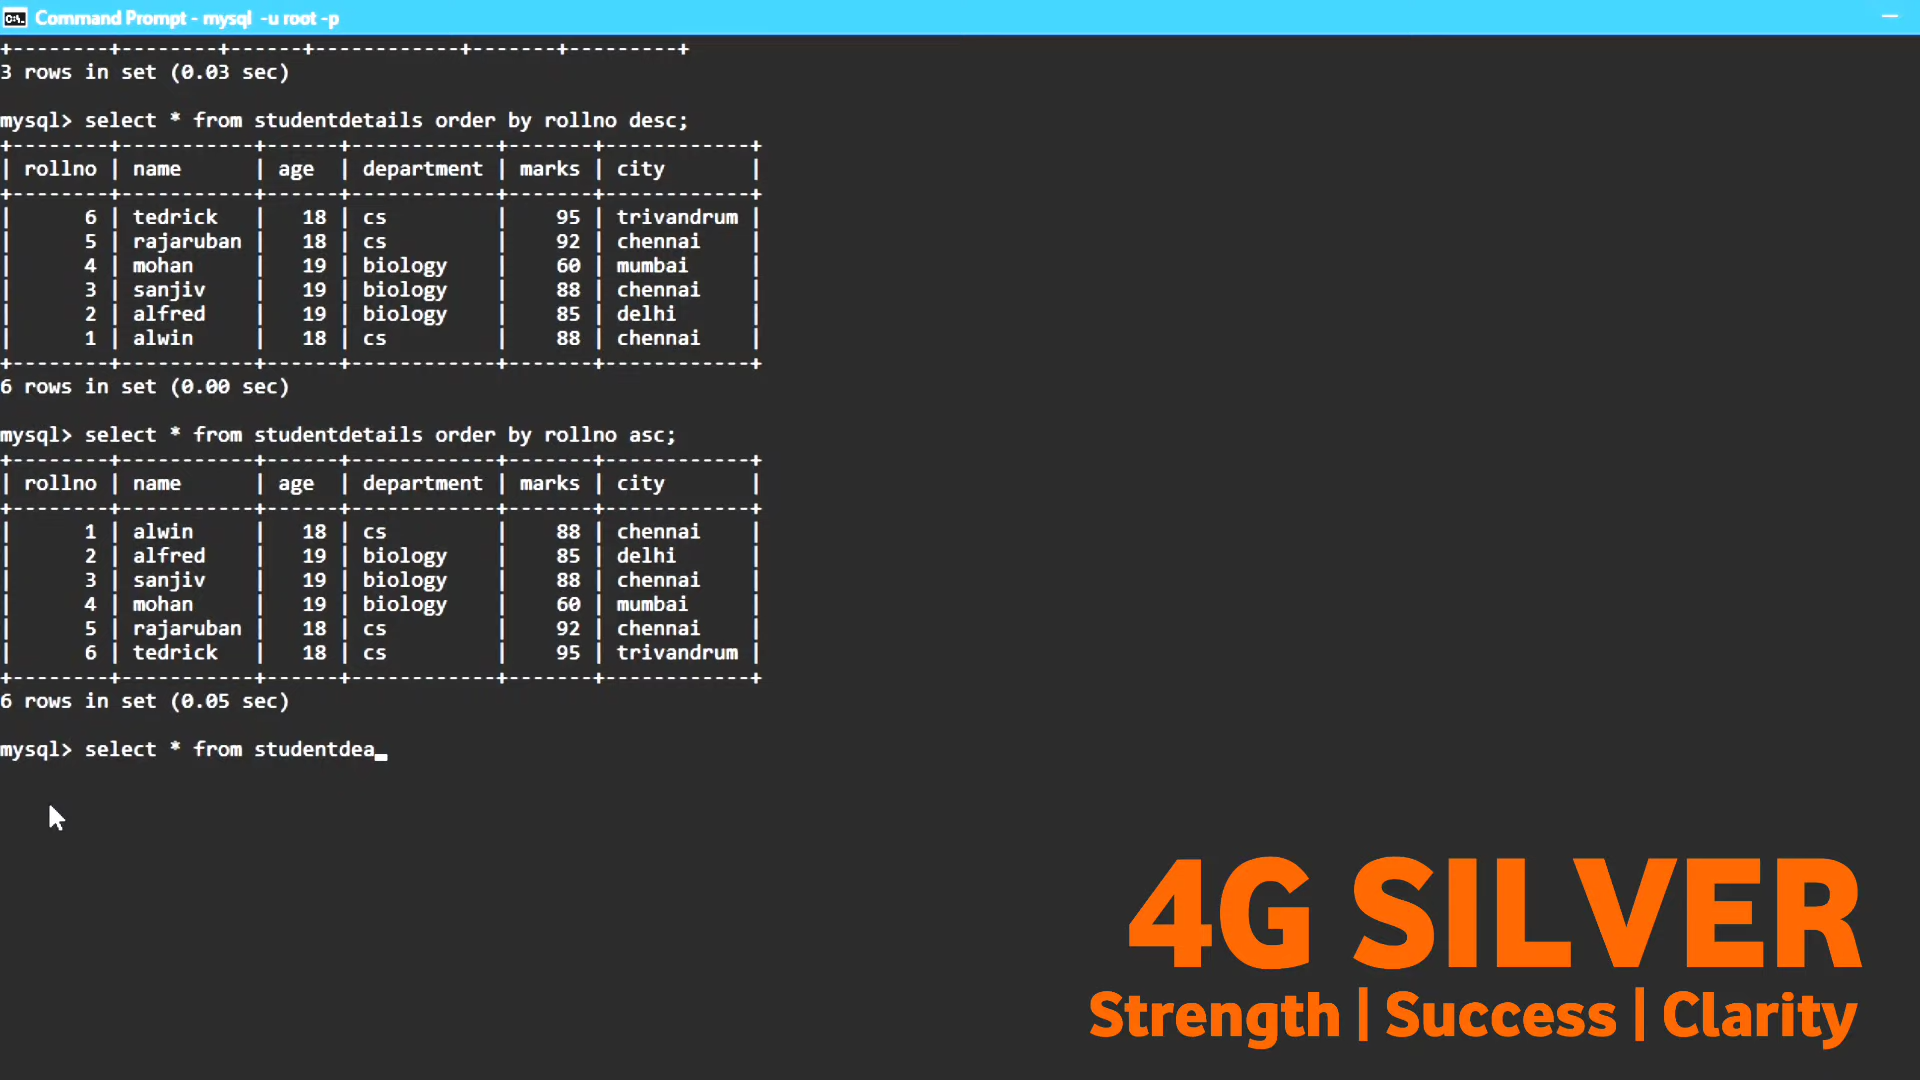 Command Prompt - mysql  -u root -p
+--------+--------+------+------------+-------+---------+
3 rows in set (0.03 sec)
mysql> select * from studentdetails order by rollno desc;
+--------+-----------+------+------------+-------+------------+
| rollno | name      | age  | department | marks | city       |
+--------+-----------+------+------------+-------+------------+
|      6 | tedrick   |   18 | cs         |    95 | trivandrum |
|      5 | rajaruban |   18 | cs         |    92 | chennai    |
|      4 | mohan     |   19 | biology    |    60 | mumbai     |
|      3 | sanjiv    |   19 | biology    |    88 | chennai    |
|      2 | alfred    |   19 | biology    |    85 | delhi      |
|      1 | alwin     |   18 | cs         |    88 | chennai    |
+--------+-----------+------+------------+-------+------------+
6 rows in set (0.00 sec)
mysql> select * from studentdetails order by rollno asc;
+--------+-----------+------+------------+-------+------------+
| rollno | name      | age  | department | marks | city       |
+--------+-----------+------+------------+-------+------------+
|      1 | alwin     |   18 | cs         |    88 | chennai    |
|      2 | alfred    |   19 | biology    |    85 | delhi      |
|      3 | sanjiv    |   19 | biology    |    88 | chennai    |
|      4 | mohan     |   19 | biology    |    60 | mumbai     |
|      5 | rajaruban |   18 | cs         |    92 | chennai    |
|      6 | tedrick   |   18 | cs         |    95 | trivandrum |
+--------+-----------+------+------------+-------+------------+
6 rows in set (0.05 sec)
mysql> select * from studentdea_
4G SILVER
Strength | Success | Clarity